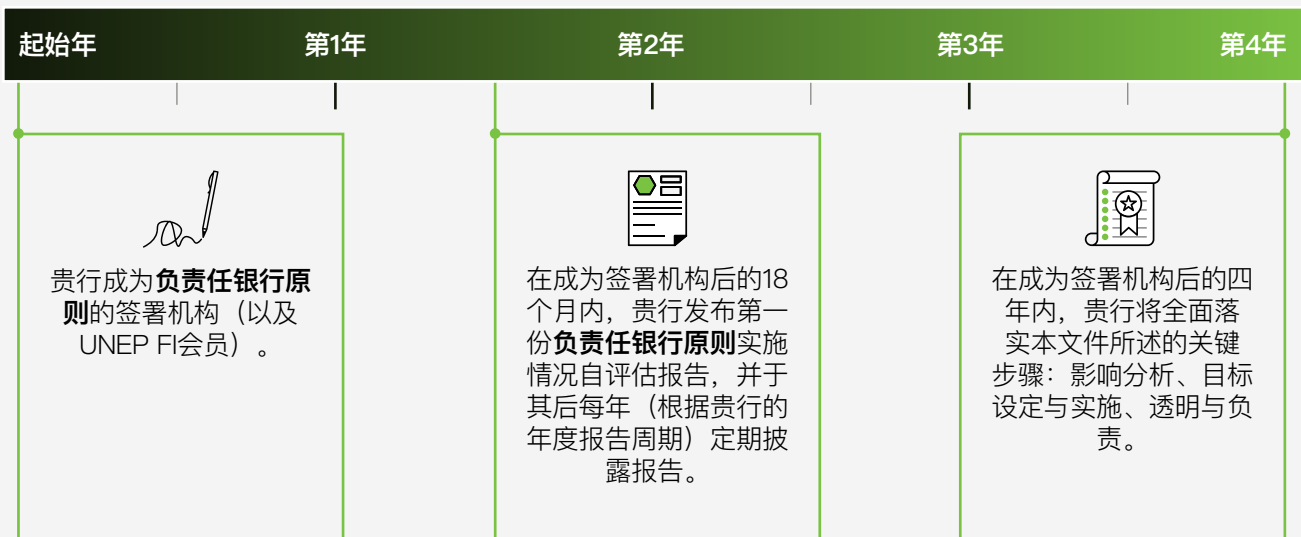 起始年 第1年 第2年 第3年 第4年
贵行成为负责任银行原
则的签署机构（以及
UNEP FI会员）。
在成为签署机构后的18
个月内，贵行发布第一
份负责任银行原则实施
情况自评估报告，并于
其后每年（根据贵行的
年度报告周期）定期披
露报告。
在成为签署机构后的四
年内，贵行将全面落
实本文件所述的关键
步骤：影响分析、目标
设定与实施、透明与负
责。